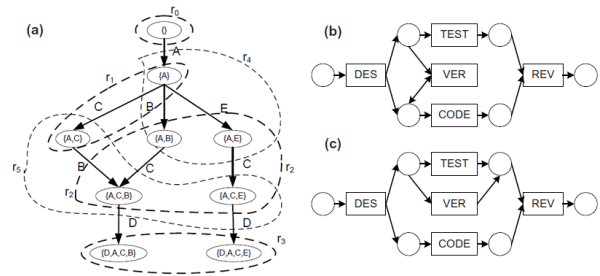 (a)
r0
{}
A
r4
{A}
r1
C
B
E
{A,C}
{A,B}
{A,E}
B
C
C
r5
r2
r2
{A,C,B}
{A,C,E}
D
D
r3
{D,A,C,B}
{D,A,C,E}
(b)
TEST
DES
VER
REV
CODE
(c)
TEST
DES
VER
REV
CODE